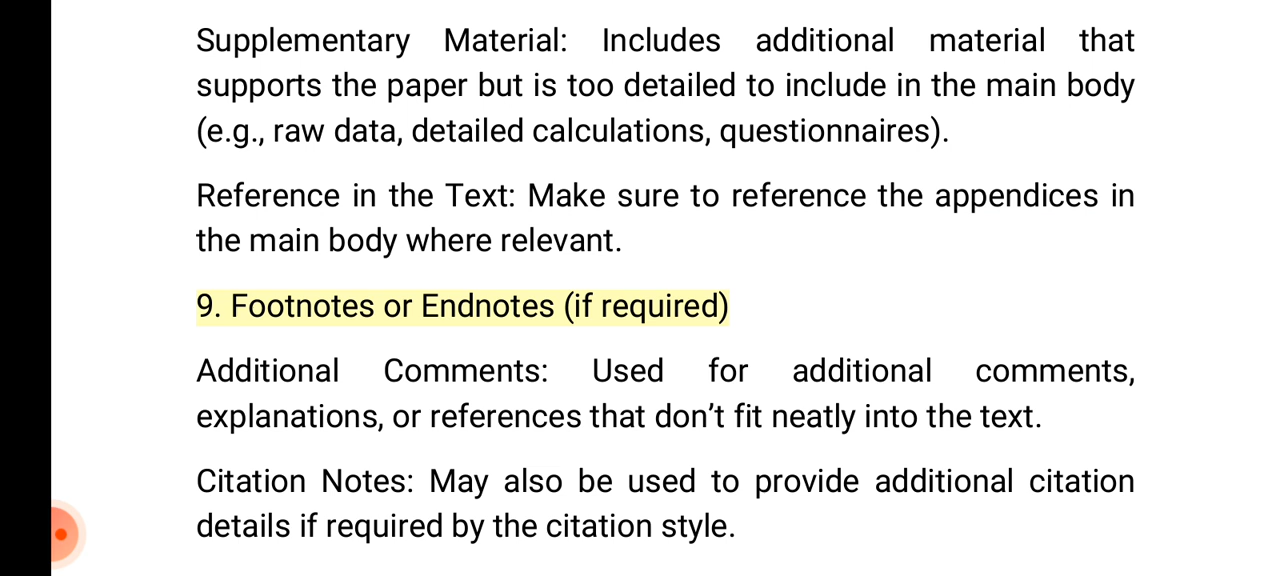 Supplementary Material: Includes additional material that
supports the paper but is too detailed to include in the main body
(e.g., raw data, detailed calculations, questionnaires).
Reference in the Text: Make sure to reference the appendices in
the main body where relevant.
9. Footnotes or Endnotes (if required)
Additional Comments: Used for additional comments,
explanations, or references that don’t fit neatly into the text.
Citation Notes: May also be used to provide additional citation
details if required by the citation style.